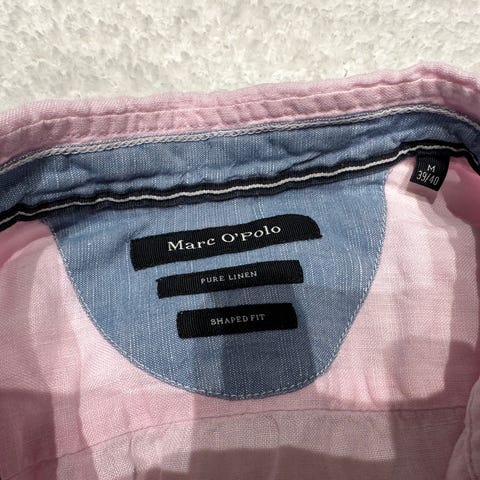 M
39/40
Marc O'Polo
PURE LINEN
SHAPED FIT